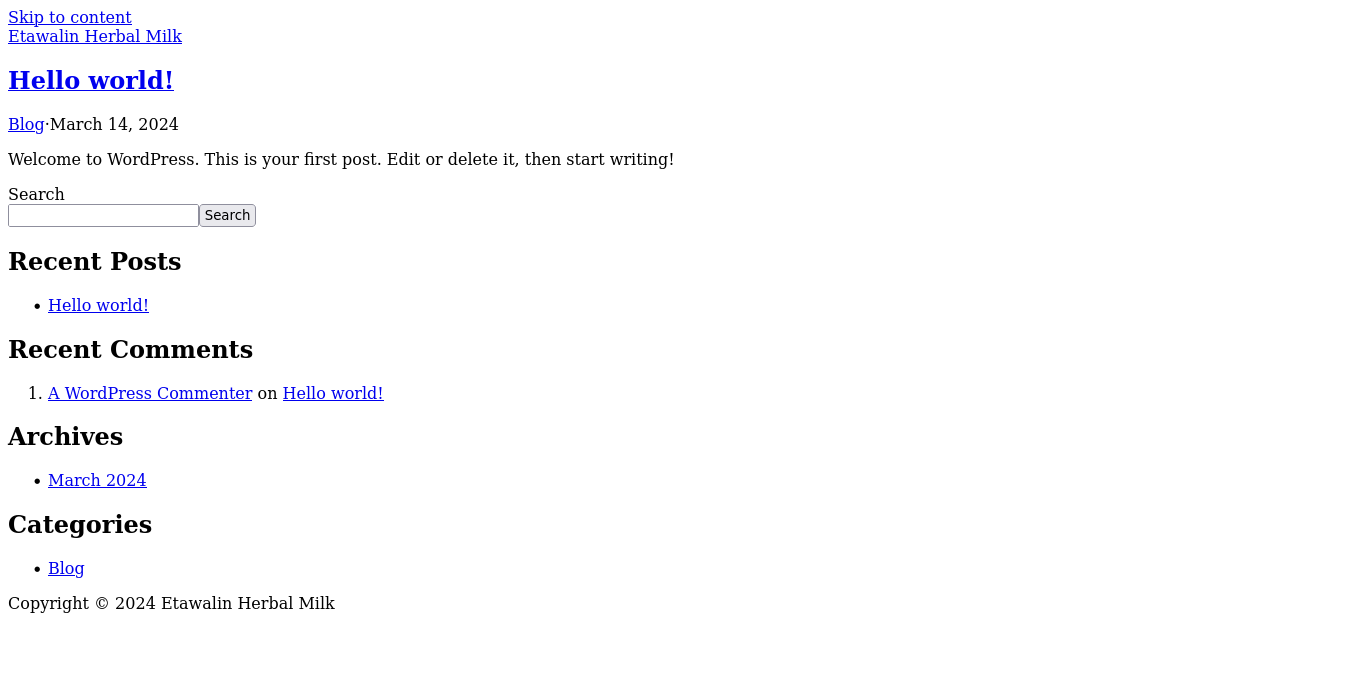 Skip to content
Etawalin Herbal Milk
Hello world!
Blog·March 14, 2024
Welcome to WordPress. This is your first post. Edit or delete it, then start writing!
Search
Search
Recent Posts
• Hello world!
Recent Comments
1. A WordPress Commenter on Hello world!
Archives
• March 2024
Categories
• Blog
Copyright © 2024 Etawalin Herbal Milk